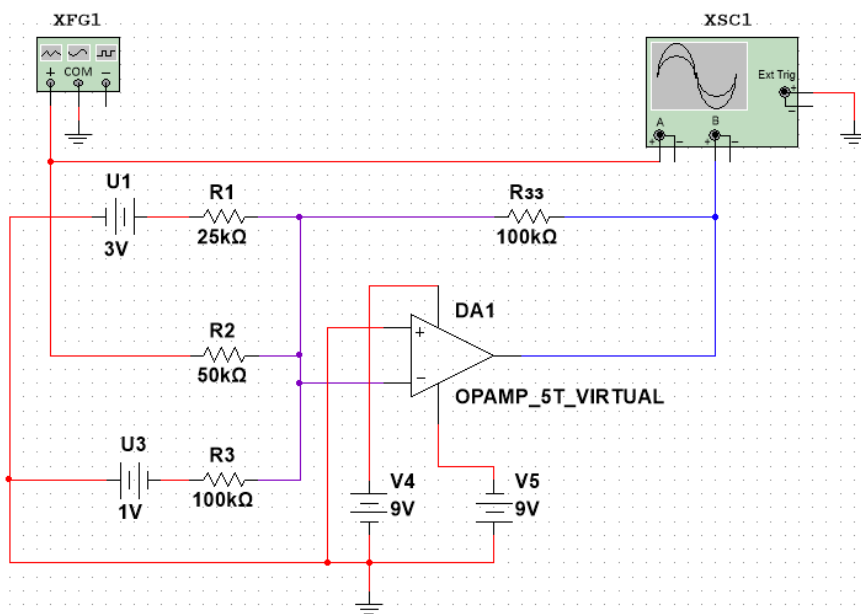 XFG1
XSC1
+ COM −
Ext Trig
+
−
A
B
+ −
+ −
U1
3V
R1
25kΩ
R33
100kΩ
R2
50kΩ
DA1
+
−
OPAMP_5T_VIRTUAL
U3
1V
R3
100kΩ
V4
9V
V5
9V